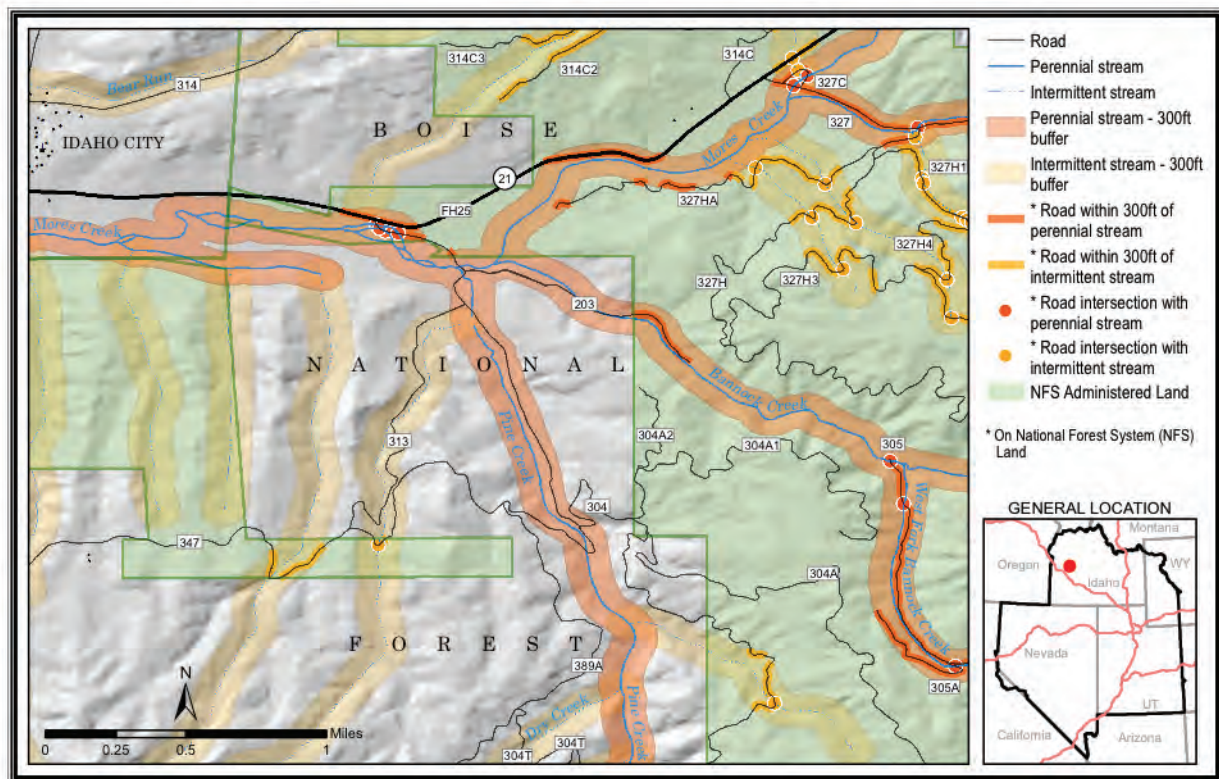 314C3
314C2
314C
Bear Run
314
327C
327
IDAHO CITY
B O I S E
Mores Creek
21
327H1
FH25
327HA
Mores Creek
327H4
327H
327H3
203
N A T I O N A L
Bannock Creek
Pine Creek
313
304A2
304A1
305
304
West Fork Bannock Creek
347
304A
F O R E S T
389A
305A
Pine Creek
Dry Creek
304T
304T
N
0 0.25 0.5 1
Miles
Road
Perennial stream
Intermittent stream
Perennial stream - 300ft
buffer
Intermittent stream - 300ft
buffer
* Road within 300ft of
perennial stream
* Road within 300ft of
intermittent stream
* Road intersection with
perennial stream
* Road intersection with
intermittent stream
NFS Administered Land
* On National Forest System (NFS)
Land
GENERAL LOCATION
Montana
Oregon
WY
Idaho
Nevada
UT
California
Arizona